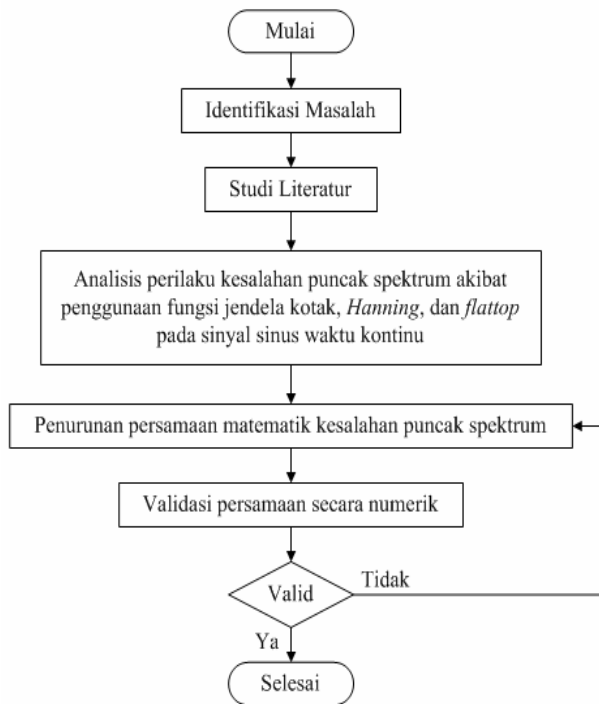 Mulai
Identifikasi Masalah
Studi Literatur
Analisis perilaku kesalahan puncak spektrum akibat
penggunaan fungsi jendela kotak, Hanning, dan flattop
pada sinyal sinus waktu kontinu
Penurunan persamaan matematik kesalahan puncak spektrum
Validasi persamaan secara numerik
Valid
Tidak
Ya
Selesai